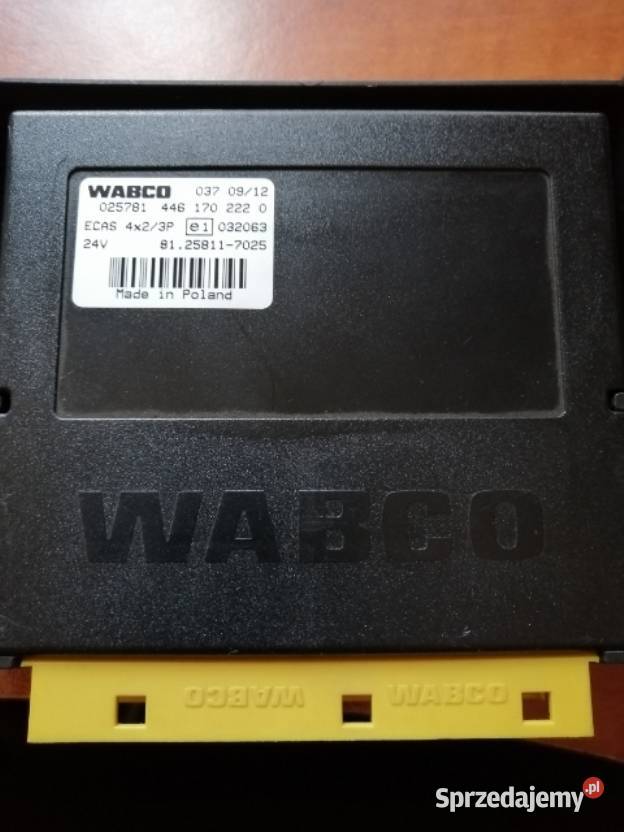 WABCO 037 09/12
025781 446 170 222 0
ECAS 4x2/3P e1 032063
24V 81.25811-7025
Made in Poland
WABCO
WABCO WABCO
Sprzedajemy.pl